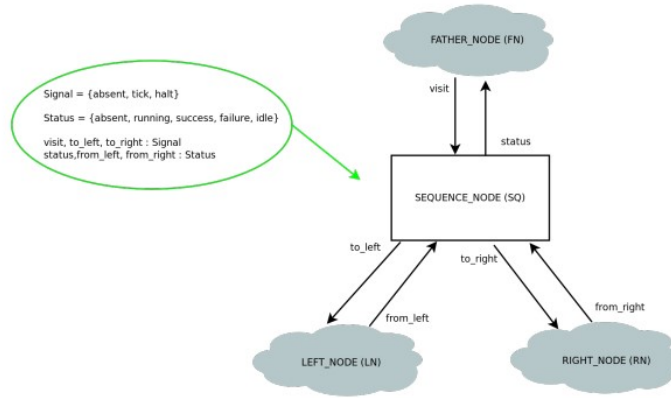 FATHER_NODE (FN)
visit
status
Signal = {absent, tick, halt}
Status = {absent, running, success, failure, idle}
visit, to_left, to_right : Signal
status,from_left, from_right : Status
SEQUENCE_NODE (SQ)
to_left
to_right
from_left
from_right
LEFT_NODE (LN)
RIGHT_NODE (RN)